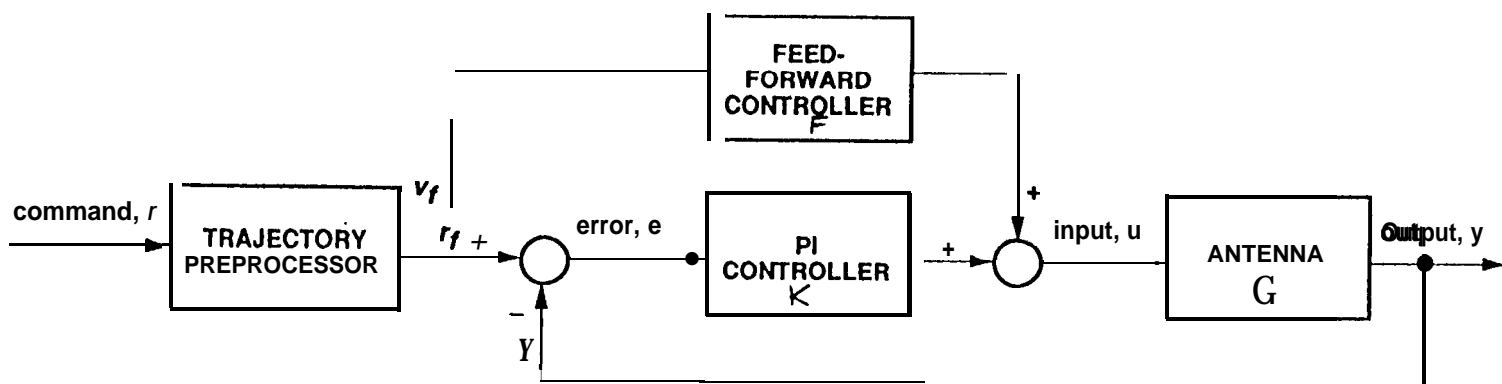 FEED-
FORWARD
CONTROLLER
F
v_f
command, r
TRAJECTORY
PREPROCESSOR
r_f +
error, e
PI
CONTROLLER
K
+
+
input, u
ANTENNA
G
Output, y
−
Y